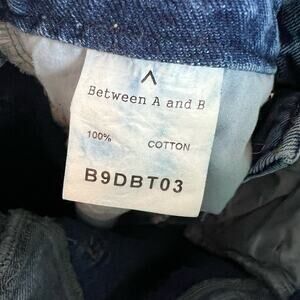 Between A and B
100% COTTON
B9DBT03